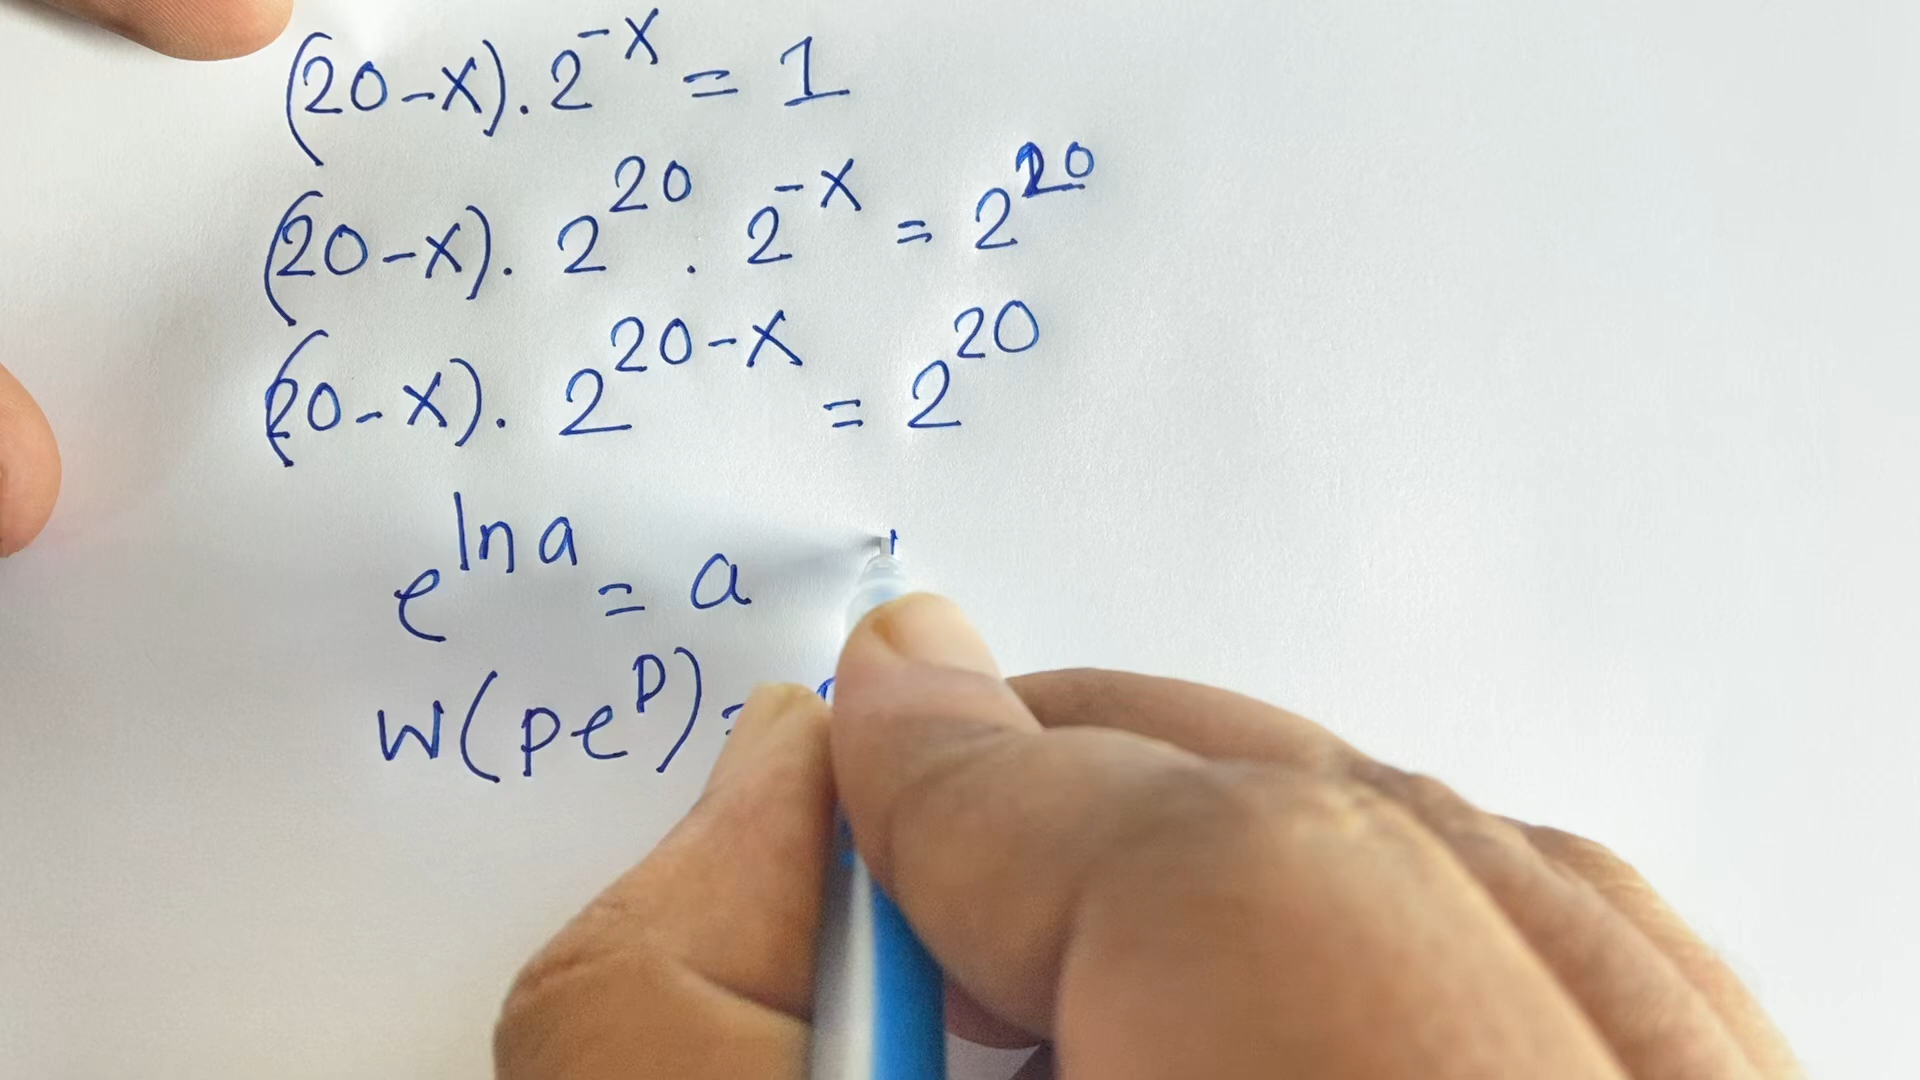 (20-x).2^-x = 1
(20-x). 2^20 . 2^-x = 2^20
(20-x). 2^20-x = 2^20
e^ln a = a
W(pe^p) =